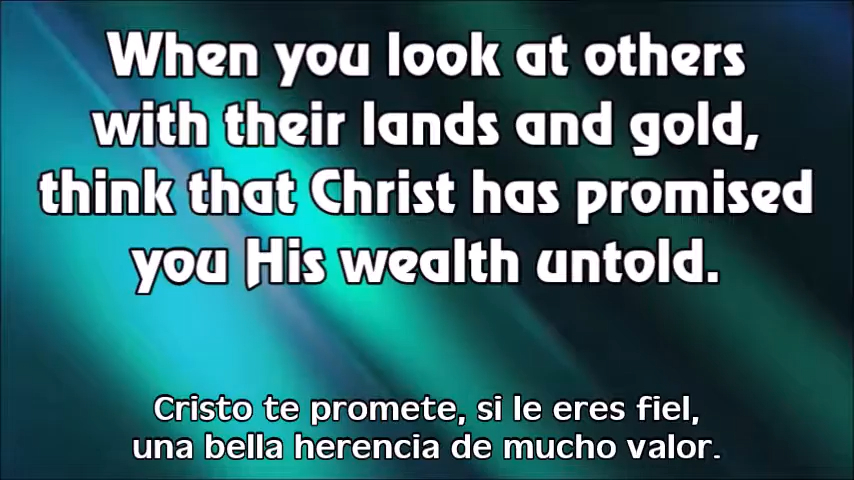 When you look at others
with their lands and gold,
think that Christ has promised
you His wealth untold.
Cristo te promete, si le eres fiel,
una bella herencia de mucho valor.